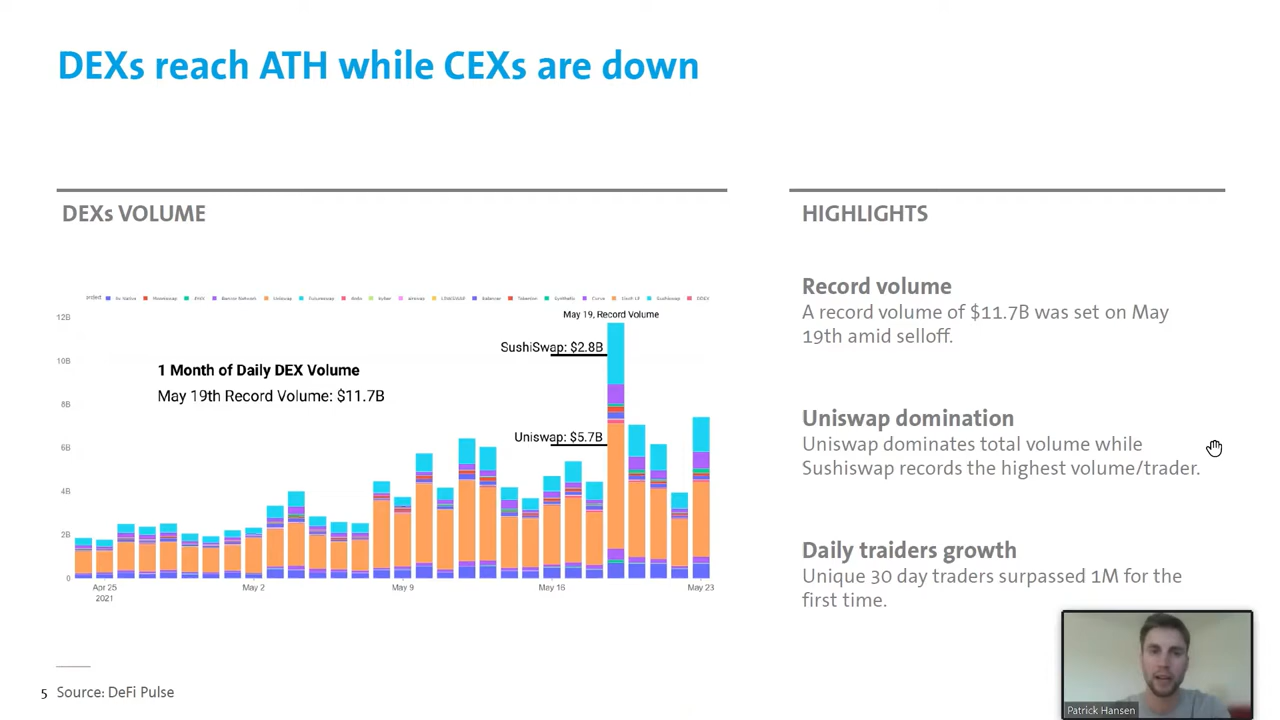 DEXs reach ATH while CEXs are down
DEXs VOLUME
12B
10B
8B
6B
4B
2B
0
May 19, Record Volume
SushiSwap: $2.8B
1 Month of Daily DEX Volume
May 19th Record Volume: $11.7B
Uniswap: $5.7B
Apr 25
2021
May 2
May 9
May 16
May 23
HIGHLIGHTS
Record volume
A record volume of $11.7B was set on May
19th amid selloff.
Uniswap domination
Uniswap dominates total volume while
Sushiswap records the highest volume/trader.
Daily traiders growth
Unique 30 day traders surpassed 1M for the
first time.
5 Source: DeFi Pulse
Patrick Hansen